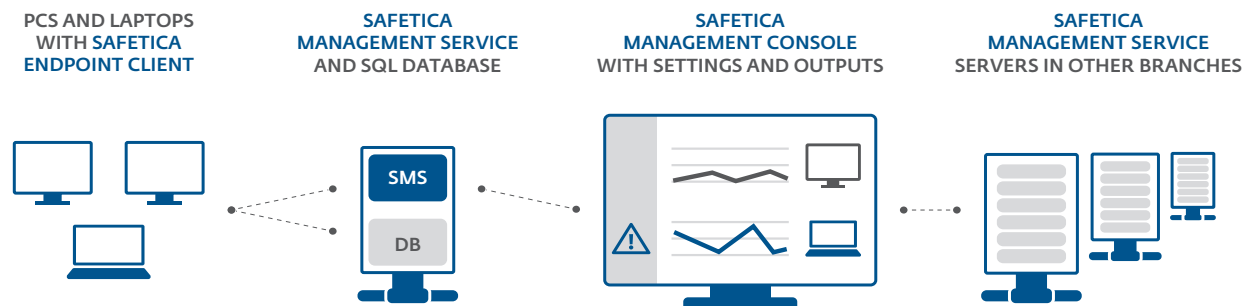 PCS AND LAPTOPS
WITH SAFETICA
ENDPOINT CLIENT
SAFETICA
MANAGEMENT SERVICE
AND SQL DATABASE
SAFETICA
MANAGEMENT CONSOLE
WITH SETTINGS AND OUTPUTS
SAFETICA
MANAGEMENT SERVICE
SERVERS IN OTHER BRANCHES
SMS
DB
!